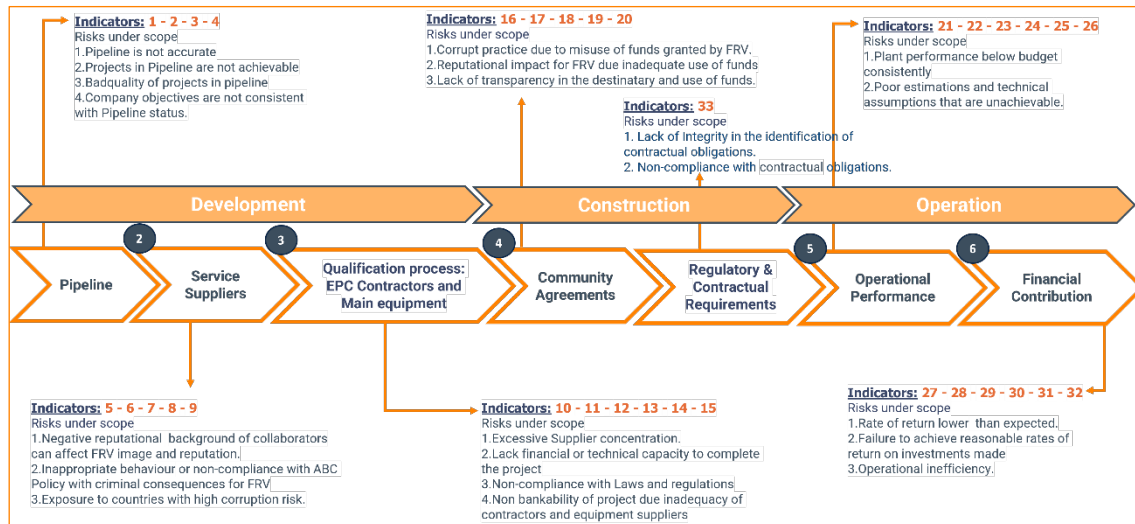 Indicators: 1 - 2 - 3 - 4
Risks under scope
1.Pipeline is not accurate
2.Projects in Pipeline are not achievable
3.Badquality of projects in pipeline
4.Company objectives are not consistent
with Pipeline status.
Indicators: 16 - 17 - 18 - 19 - 20
Risks under scope
1.Corrupt practice due to misuse of funds granted by FRV.
2.Reputational impact for FRV due inadequate use of funds
3.Lack of transparency in the destinatary and use of funds.
Indicators: 33
Risks under scope
1. Lack of Integrity in the identification of
contractual obligations.
2. Non-compliance with contractual obligations.
Indicators: 21 - 22 - 23 - 24 - 25 - 26
Risks under scope
1.Plant performance below budget
consistently
2.Poor estimations and technical
assumptions that are unachievable.
Development
Construction
Operation
2
3
4
5
6
Pipeline
Service
Suppliers
Qualification process:
EPC Contractors and
Main equipment
Community
Agreements
Regulatory &
Contractual
Requirements
Operational
Performance
Financial
Contribution
Indicators: 5 - 6 - 7 - 8 - 9
Risks under scope
1.Negative reputational background of collaborators
can affect FRV image and reputation.
2.Inappropriate behaviour or non-compliance with ABC
Policy with criminal consequences for FRV
3.Exposure to countries with high corruption risk.
Indicators: 10 - 11 - 12 - 13 - 14 - 15
Risks under scope
1.Excessive Supplier concentration.
2.Lack financial or technical capacity to complete
the project
3.Non-compliance with Laws and regulations
4.Non bankability of project due inadequacy of
contractors and equipment suppliers
Indicators: 27 - 28 - 29 - 30 - 31 - 32
Risks under scope
1.Rate of return lower than expected.
2.Failure to achieve reasonable rates of
return on investments made
3.Operational inefficiency.